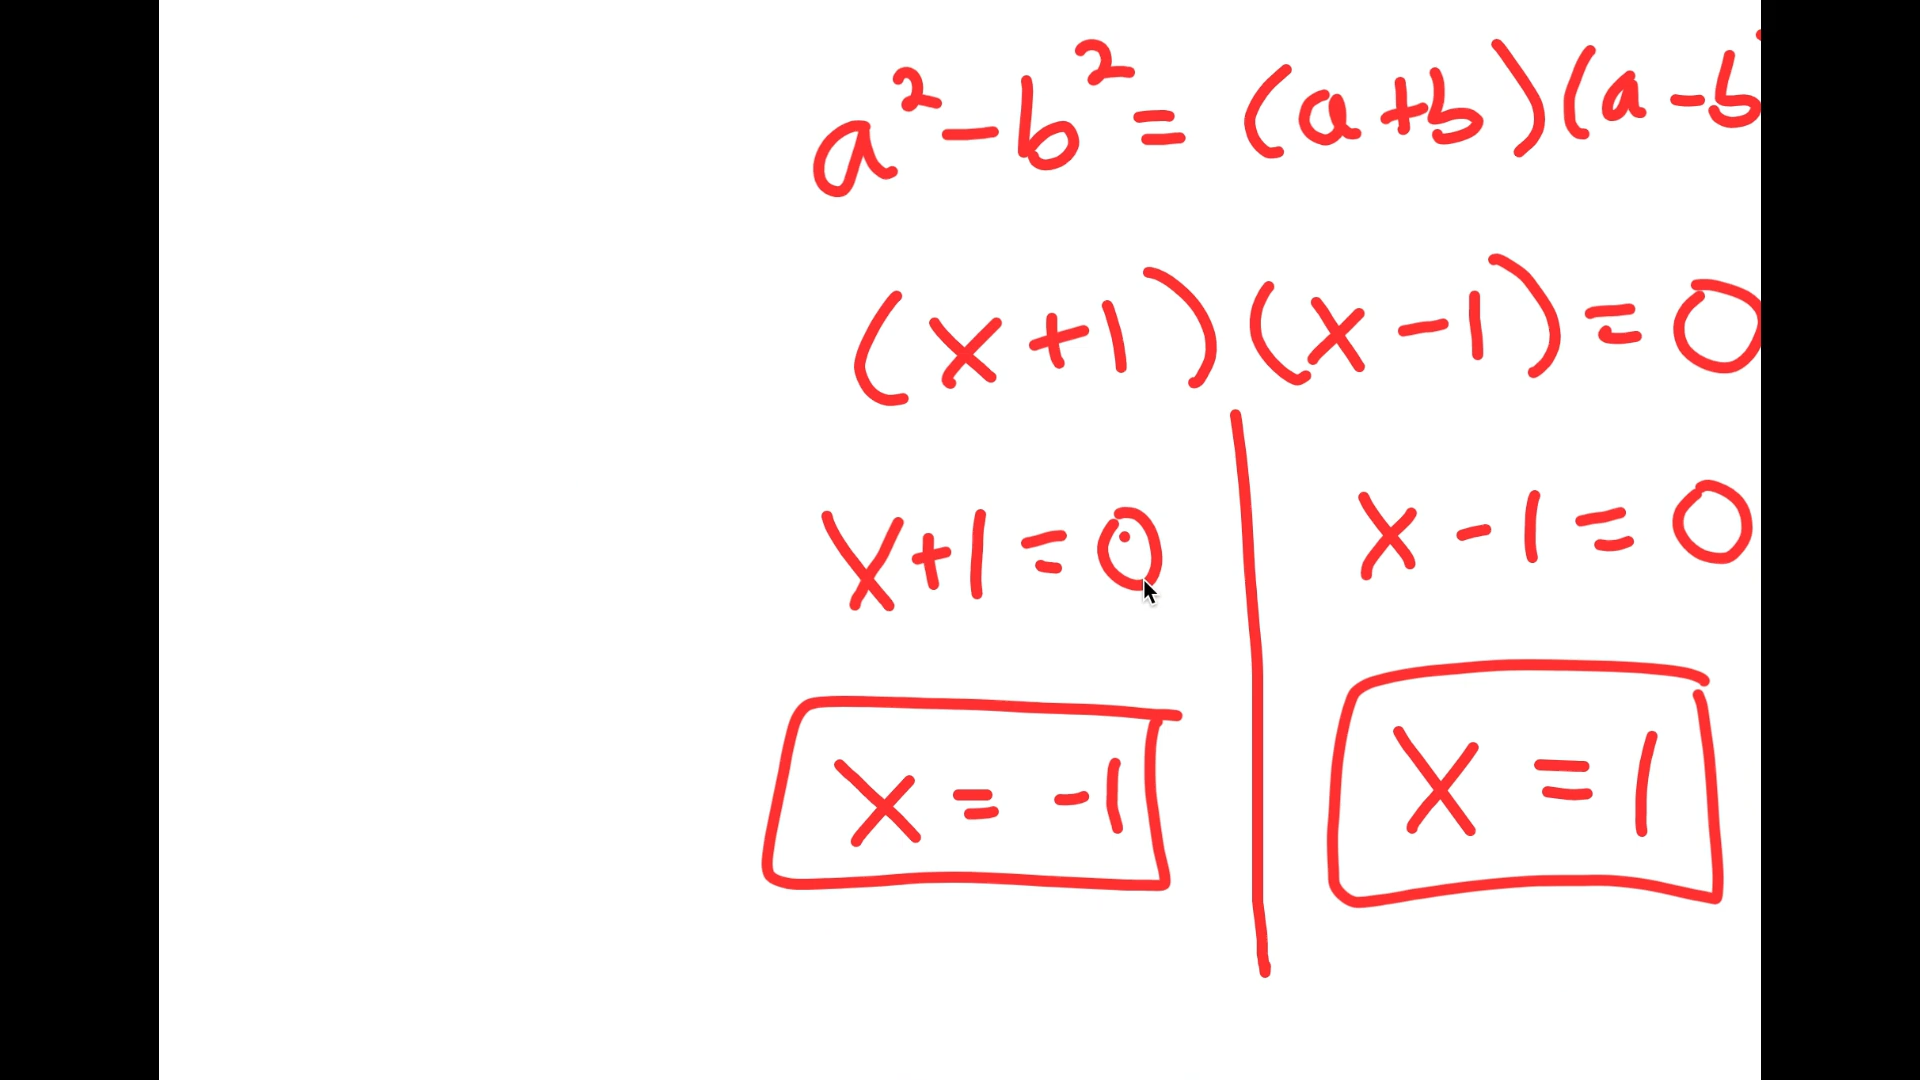 a² - b² = (a + b)(a - b
(x + 1)(x - 1) = 0
x + 1 = 0
x - 1 = 0
x = -1
x = 1